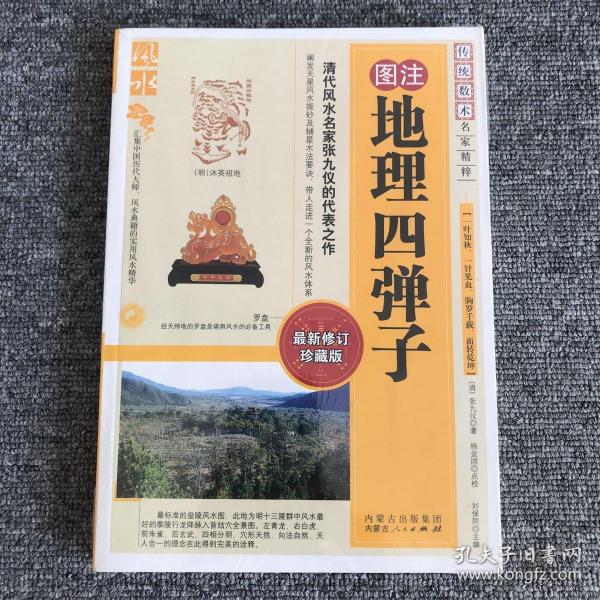 传统数术名家精粹
【一叶知秋，一针见血，胸罗千载，斡转乾坤】
〔清〕张九仪◎著
杨金国◎点校
刘保同◎主编
图注
地理四弹子
清代风水名家张九仪的代表之作
阐发天星风水拨砂及辅星水法要诀，带人走进一个全新的风水体系
风水
汇集中国历代大师、风水典籍的实用风水精华
(明)沐英祖地
罗盘
经天纬地的罗盘是堪舆风水的必备工具
最新修订
珍藏版
最标准的皇陵风水图，此地为明十三陵群中风水最
好的泰陵行龙降脉入首结穴全景图。左青龙，右白虎，
前朱雀，后玄武，四相分明，穴形天然，向法自然，天
人合一的理念在此得到完美的诠释。
内蒙古出版集团
内蒙古人民出版社
孔夫子旧书网
www.kongfz.com